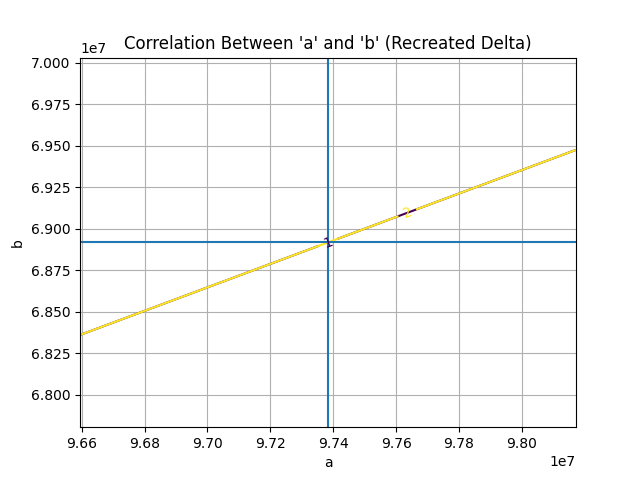 Correlation Between 'a' and 'b' (Recreated Delta)
1e7
7.000
6.975
6.950
6.925
6.900
6.875
6.850
6.825
6.800
b
9.66 9.68 9.70 9.72 9.74 9.76 9.78 9.80
a
1e7